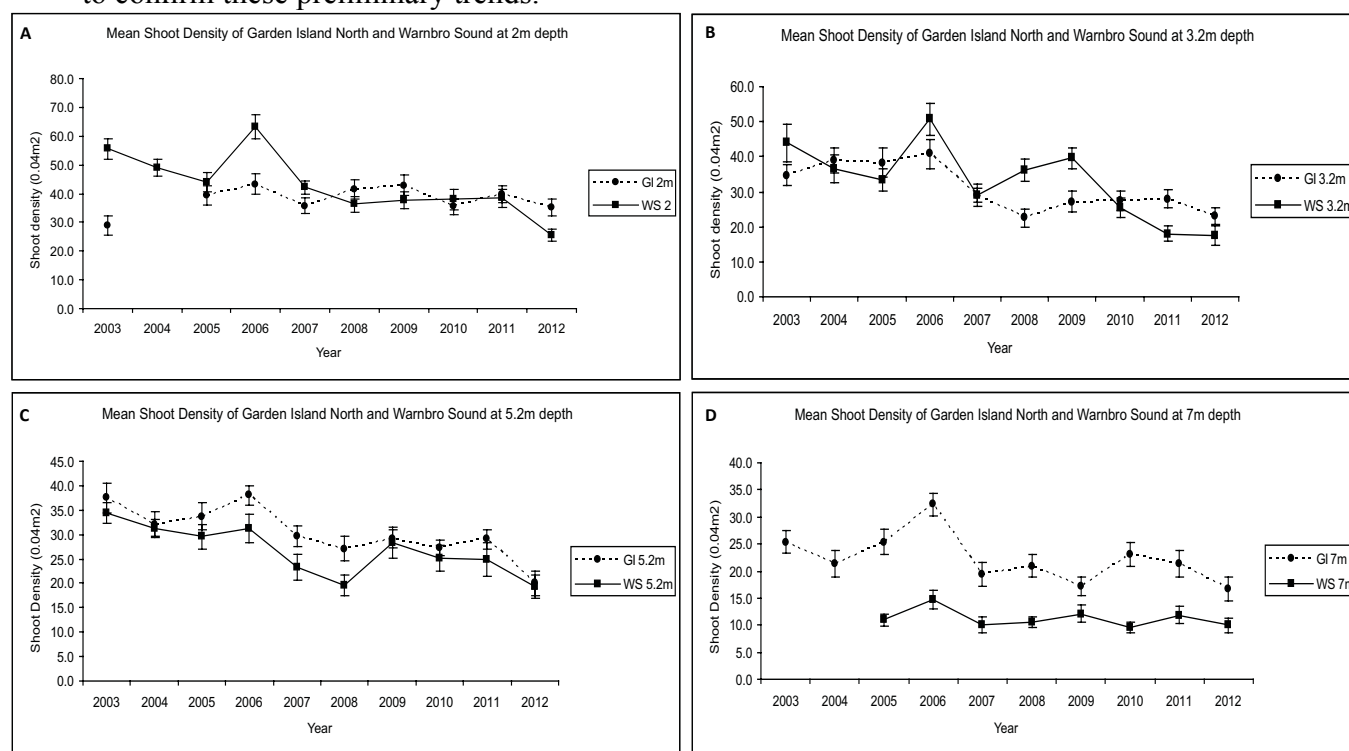 to confirm these preliminary trends.
A
Mean Shoot Density of Garden Island North and Warnbro Sound at 2m depth
Shoot density (0.04m2)
80.0
70.0
60.0
50.0
40.0
30.0
20.0
10.0
0.0
2003 2004 2005 2006 2007 2008 2009 2010 2011 2012
Year
GI 2m
WS 2
B
Mean Shoot Density of Garden Island North and Warnbro Sound at 3.2m depth
Shoot density (0.04m2)
60.0
50.0
40.0
30.0
20.0
10.0
0.0
2003 2004 2005 2006 2007 2008 2009 2010 2011 2012
Year
GI 3.2m
WS 3.2m
C
Mean Shoot Density of Garden Island North and Warnbro Sound at 5.2m depth
Shoot Density (0.04m2)
45.0
40.0
35.0
30.0
25.0
20.0
15.0
10.0
5.0
0.0
2003 2004 2005 2006 2007 2008 2009 2010 2011 2012
Year
GI 5.2m
WS 5.2m
D
Mean Shoot Density of Garden Island North and Warnbro Sound at 7m depth
Shoot Density (0.04m2)
40.0
35.0
30.0
25.0
20.0
15.0
10.0
5.0
0.0
2003 2004 2005 2006 2007 2008 2009 2010 2011 2012
Year
GI 7m
WS 7m